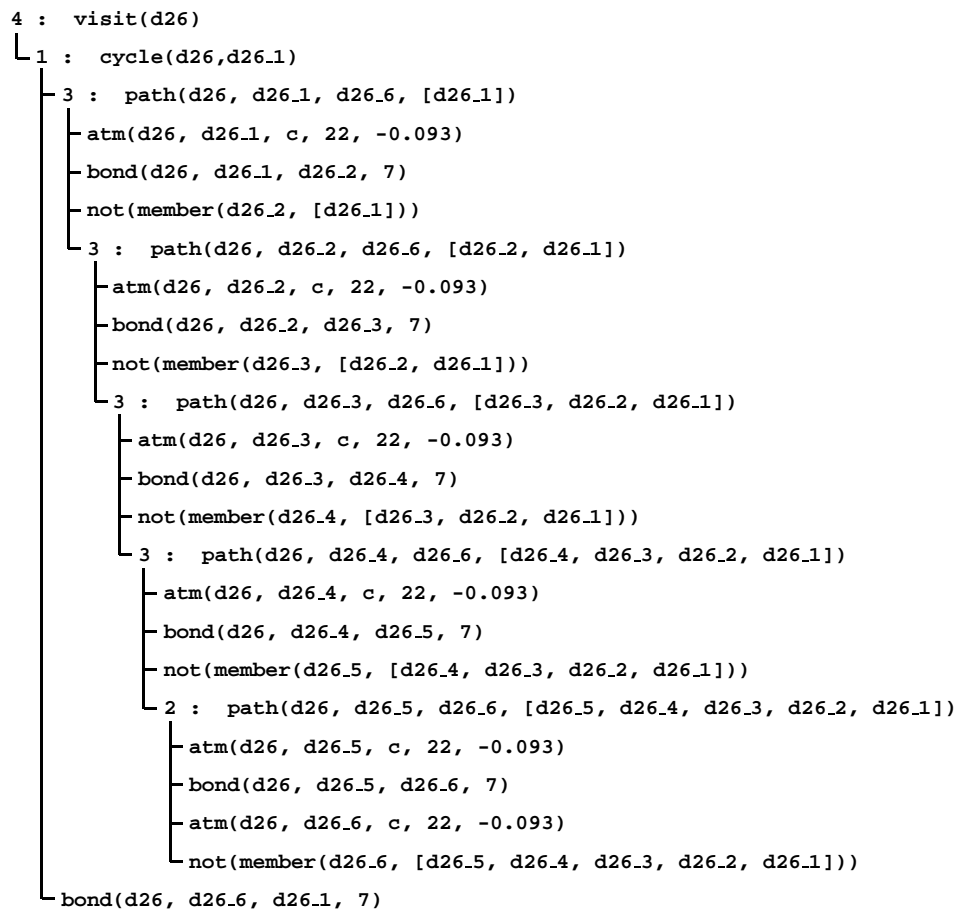 4 : visit(d26)
1 : cycle(d26,d26_1)
3 : path(d26, d26_1, d26_6, [d26_1])
atm(d26, d26_1, c, 22, -0.093)
bond(d26, d26_1, d26_2, 7)
not(member(d26_2, [d26_1]))
3 : path(d26, d26_2, d26_6, [d26_2, d26_1])
atm(d26, d26_2, c, 22, -0.093)
bond(d26, d26_2, d26_3, 7)
not(member(d26_3, [d26_2, d26_1]))
3 : path(d26, d26_3, d26_6, [d26_3, d26_2, d26_1])
atm(d26, d26_3, c, 22, -0.093)
bond(d26, d26_3, d26_4, 7)
not(member(d26_4, [d26_3, d26_2, d26_1]))
3 : path(d26, d26_4, d26_6, [d26_4, d26_3, d26_2, d26_1])
atm(d26, d26_4, c, 22, -0.093)
bond(d26, d26_4, d26_5, 7)
not(member(d26_5, [d26_4, d26_3, d26_2, d26_1]))
2 : path(d26, d26_5, d26_6, [d26_5, d26_4, d26_3, d26_2, d26_1])
atm(d26, d26_5, c, 22, -0.093)
bond(d26, d26_5, d26_6, 7)
atm(d26, d26_6, c, 22, -0.093)
not(member(d26_6, [d26_5, d26_4, d26_3, d26_2, d26_1]))
bond(d26, d26_6, d26_1, 7)